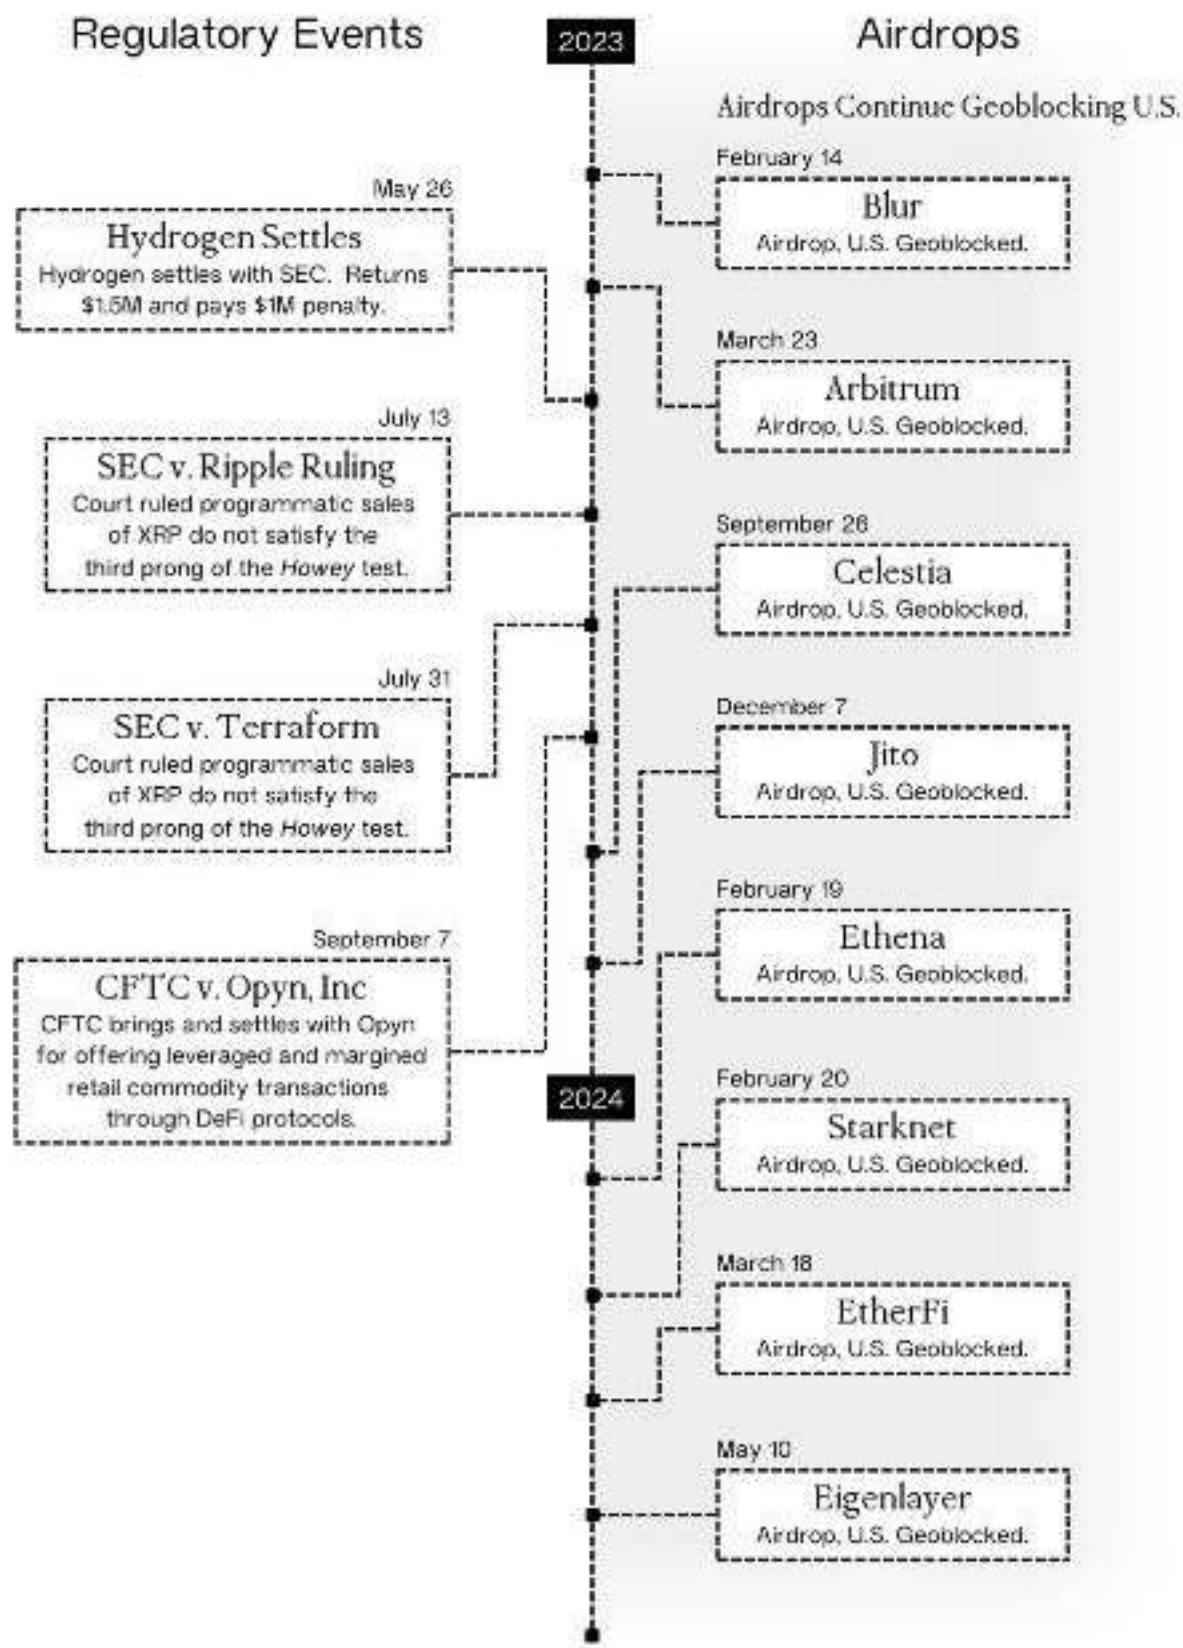 Regulatory Events
2023
Airdrops
Airdrops Continue Geoblocking U.S.
February 14
Blur
Airdrop, U.S. Geoblocked.
May 26
Hydrogen Settles
Hydrogen settles with SEC. Returns
$1.5M and pays $1M penalty.
March 23
Arbitrum
Airdrop, U.S. Geoblocked.
July 13
SEC v. Ripple Ruling
Court ruled programmatic sales
of XRP do not satisfy the
third prong of the Howey test.
September 26
Celestia
Airdrop, U.S. Geoblocked.
July 31
SEC v. Terraform
Court ruled programmatic sales
of XRP do not satisfy the
third prong of the Howey test.
December 7
Jito
Airdrop, U.S. Geoblocked.
September 7
CFTC v. Opyn, Inc
CFTC brings and settles with Opyn
for offering leveraged and margined
retail commodity transactions
through DeFi protocols.
February 19
Ethena
Airdrop, U.S. Geoblocked.
2024
February 20
Starknet
Airdrop, U.S. Geoblocked.
March 18
EtherFi
Airdrop, U.S. Geoblocked.
May 10
Eigenlayer
Airdrop, U.S. Geoblocked.